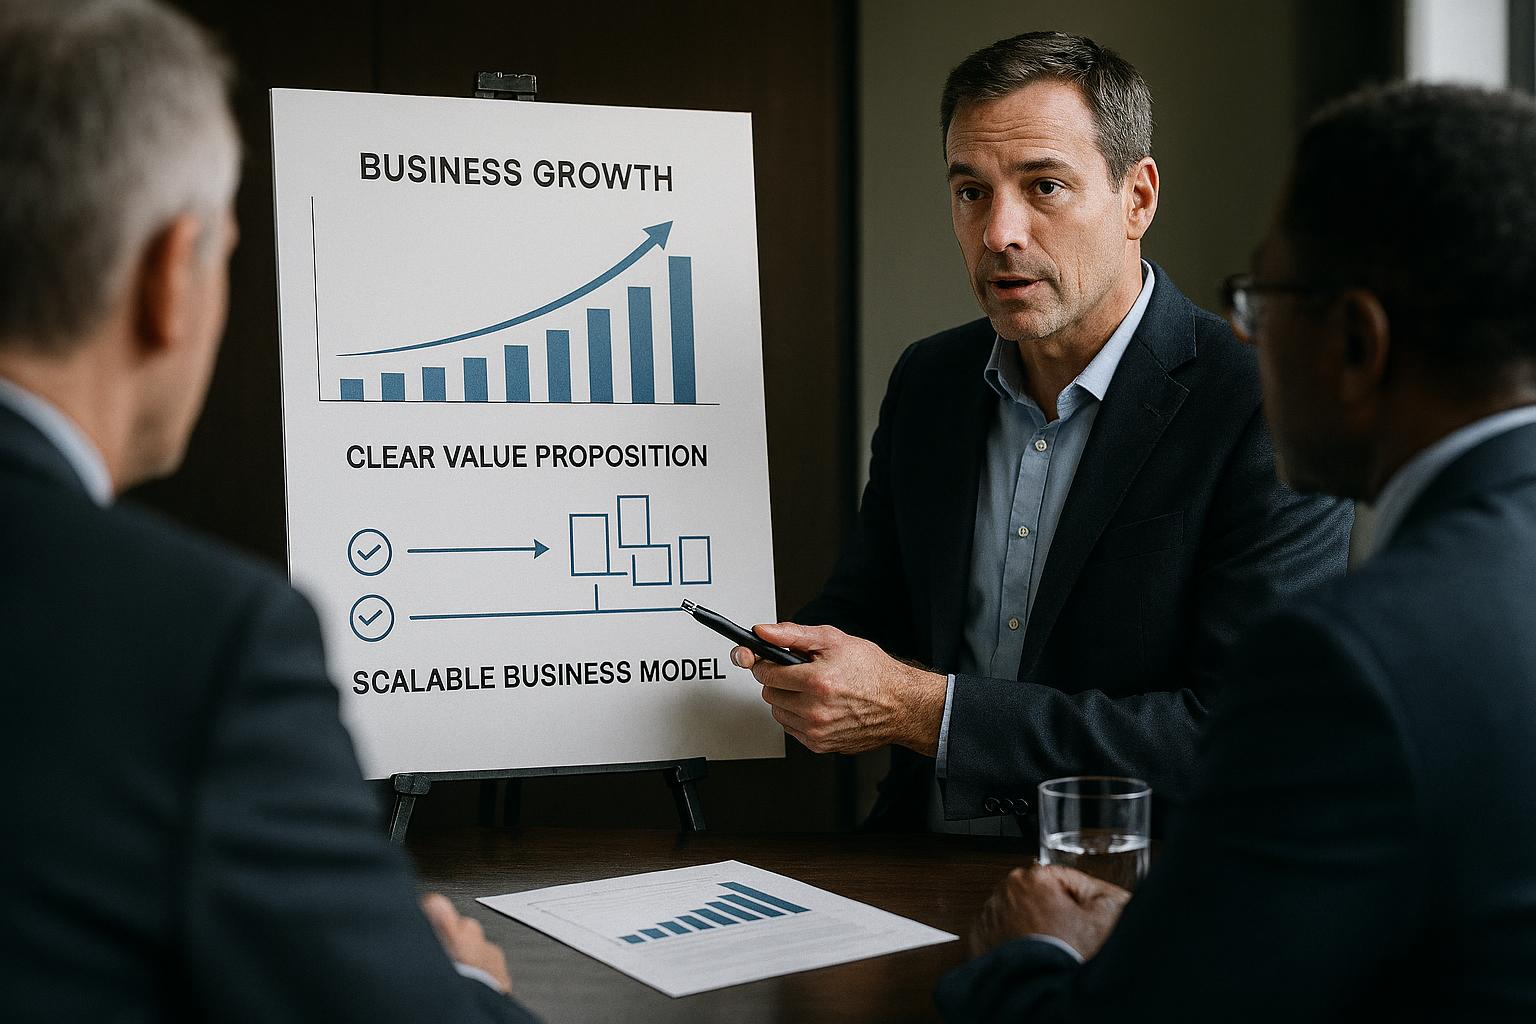 BUSINESS GROWTH
CLEAR VALUE PROPOSITION
SCALABLE BUSINESS MODEL